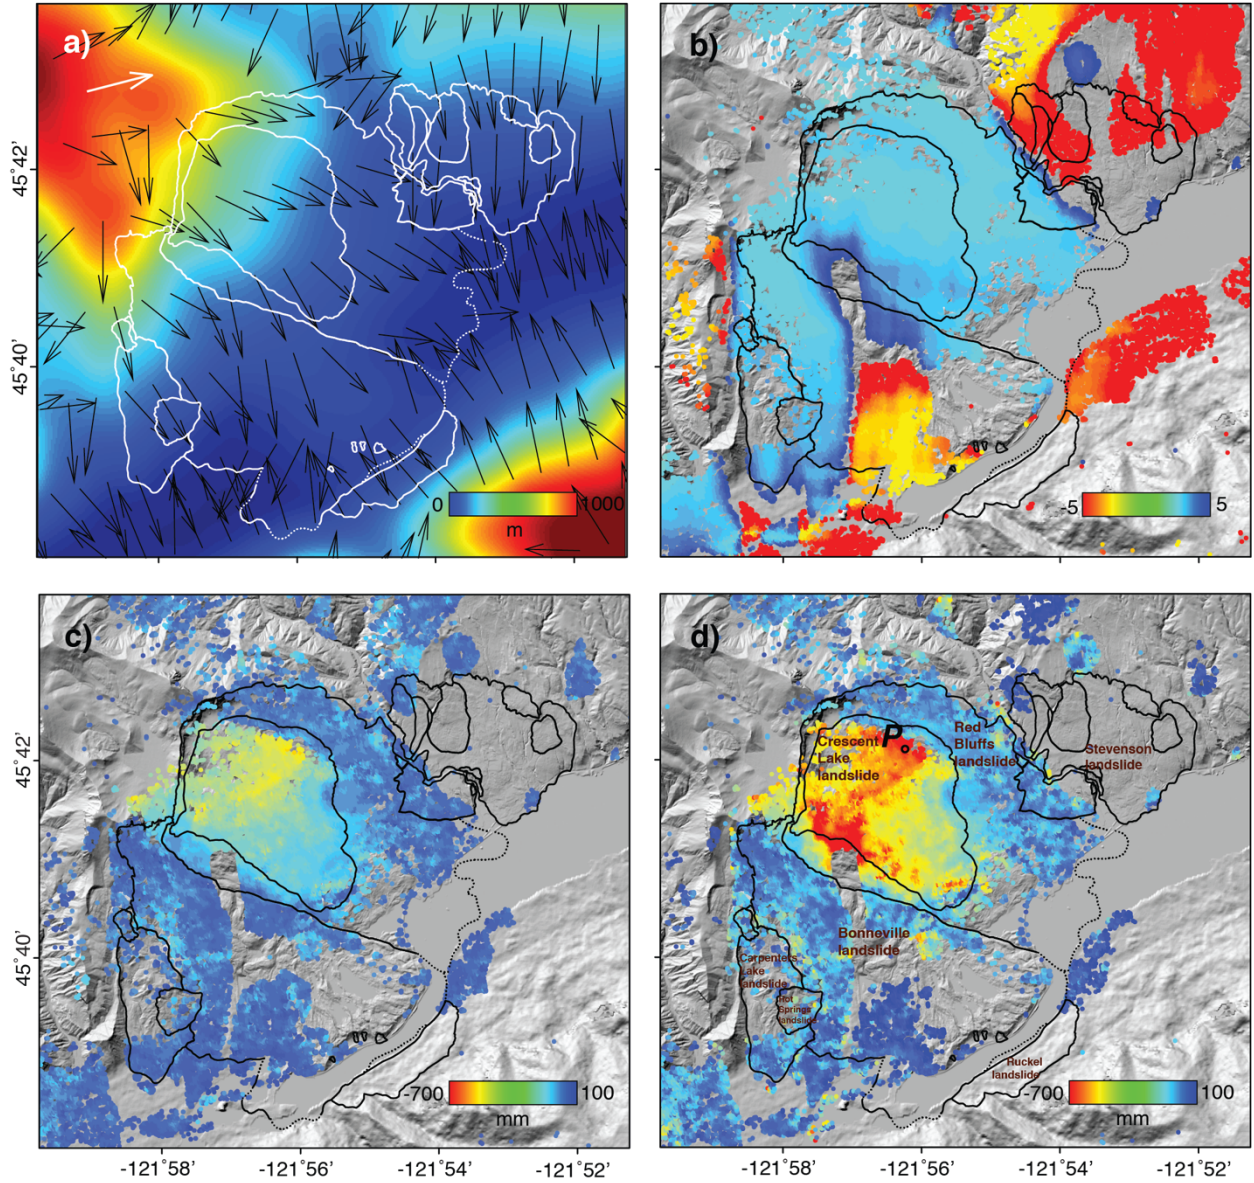 a)
b)
45°42'
45°40'
0
1000
m
-5
5
c)
d)
P
Crescent
Lake
landslide
Red
Bluffs
landslide
Stevenson
landslide
45°42'
45°40'
Bonneville
landslide
Carpenters
Lake
landslide
Hot
Springs
landslide
Ruckel
landslide
-700
100
mm
-700
100
mm
-121°58'
-121°56'
-121°54'
-121°52'
-121°58'
-121°56'
-121°54'
-121°52'